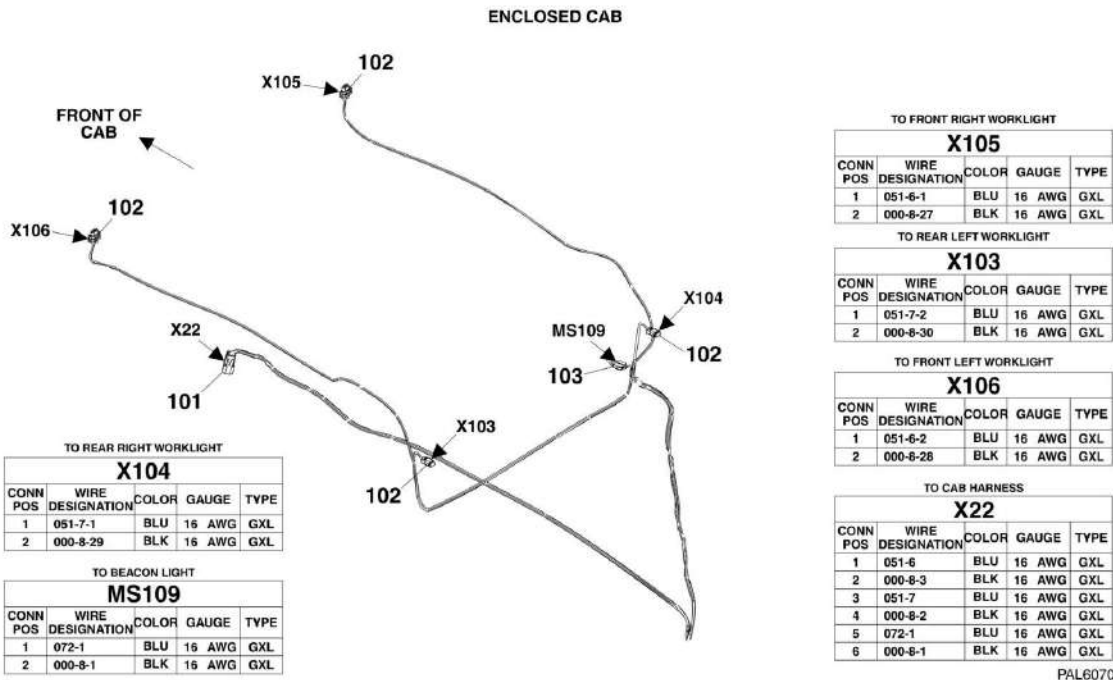 ENCLOSED CAB
X105
102
FRONT OF
CAB
102
X106
X22
101
X104
MS109
102
103
X103
102
TO REAR RIGHT WORKLIGHT
X104
CONN POS WIRE DESIGNATION COLOR GAUGE TYPE
1 051-7-1 BLU 16 AWG GXL
2 000-8-29 BLK 16 AWG GXL
TO BEACON LIGHT
MS109
CONN POS WIRE DESIGNATION COLOR GAUGE TYPE
1 072-1 BLU 16 AWG GXL
2 000-8-1 BLK 16 AWG GXL
TO FRONT RIGHT WORKLIGHT
X105
CONN POS WIRE DESIGNATION COLOR GAUGE TYPE
1 051-6-1 BLU 16 AWG GXL
2 000-8-27 BLK 16 AWG GXL
TO REAR LEFT WORKLIGHT
X103
CONN POS WIRE DESIGNATION COLOR GAUGE TYPE
1 051-7-2 BLU 16 AWG GXL
2 000-8-30 BLK 16 AWG GXL
TO FRONT LEFT WORKLIGHT
X106
CONN POS WIRE DESIGNATION COLOR GAUGE TYPE
1 051-6-2 BLU 16 AWG GXL
2 000-8-28 BLK 16 AWG GXL
TO CAB HARNESS
X22
CONN POS WIRE DESIGNATION COLOR GAUGE TYPE
1 051-6 BLU 16 AWG GXL
2 000-8-3 BLK 16 AWG GXL
3 051-7 BLU 16 AWG GXL
4 000-8-2 BLK 16 AWG GXL
5 072-1 BLU 16 AWG GXL
6 000-8-1 BLK 16 AWG GXL
PAL6070